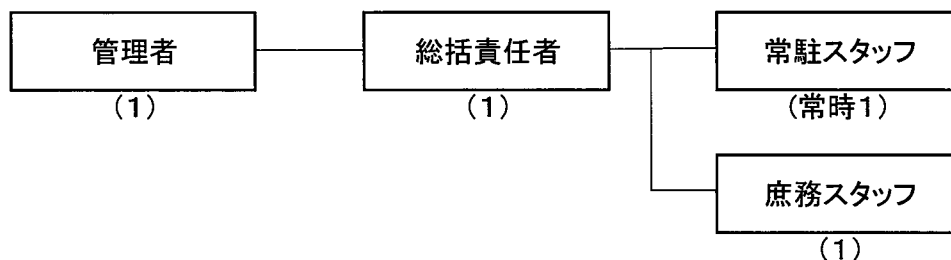 管理者
(1)
総括責任者
(1)
常駐スタッフ
(常時1)
庶務スタッフ
(1)